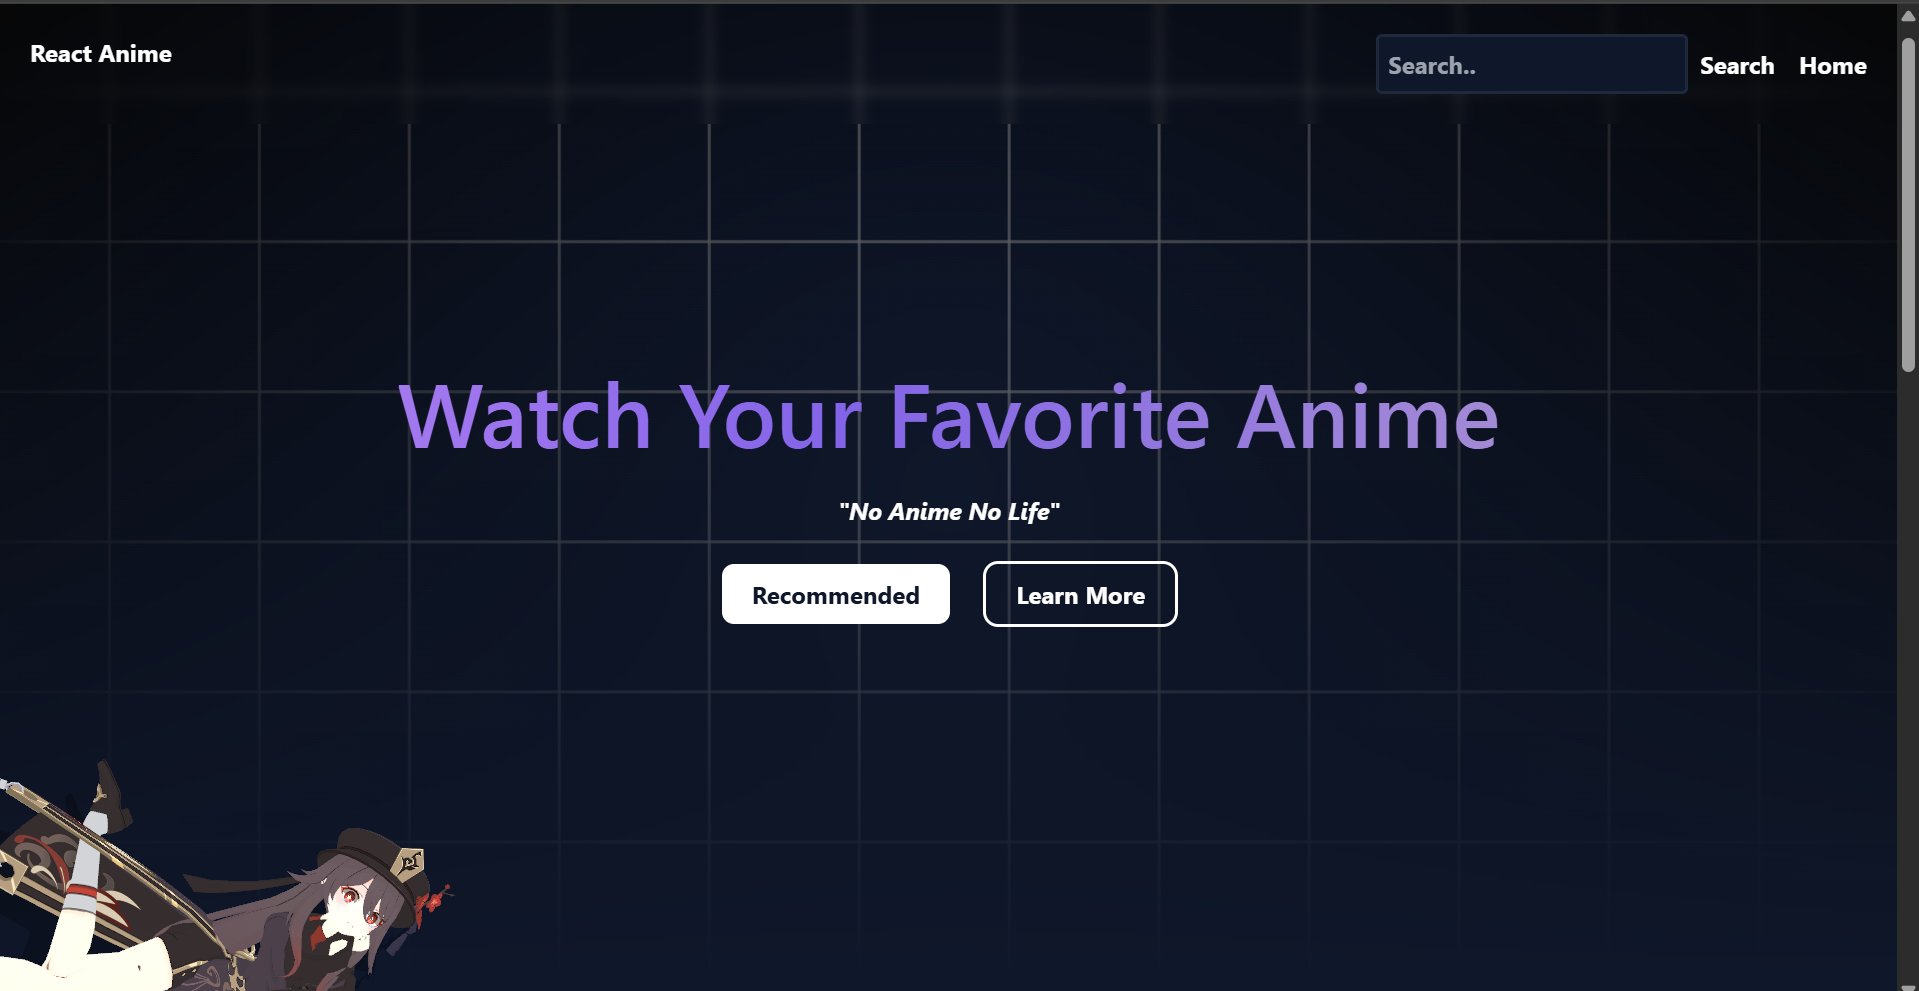 React Anime
Search..
Search
Home
Watch Your Favorite Anime
"No Anime No Life"
Recommended
Learn More